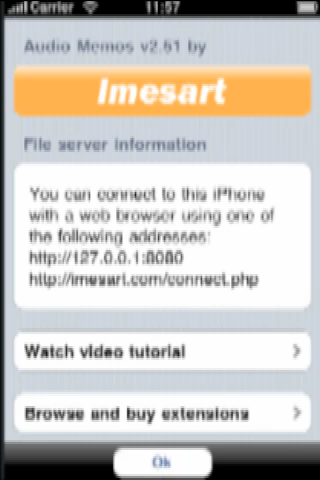 Carrier 11:57
Audio Memos v2.61 by
Imesart
File server information
You can connect to this iPhone
with a web browser using one of
the following addresses:
http://127.0.0.1:8080
http://imesart.com/connect.php
Watch video tutorial
Browse and buy extensions
Ok